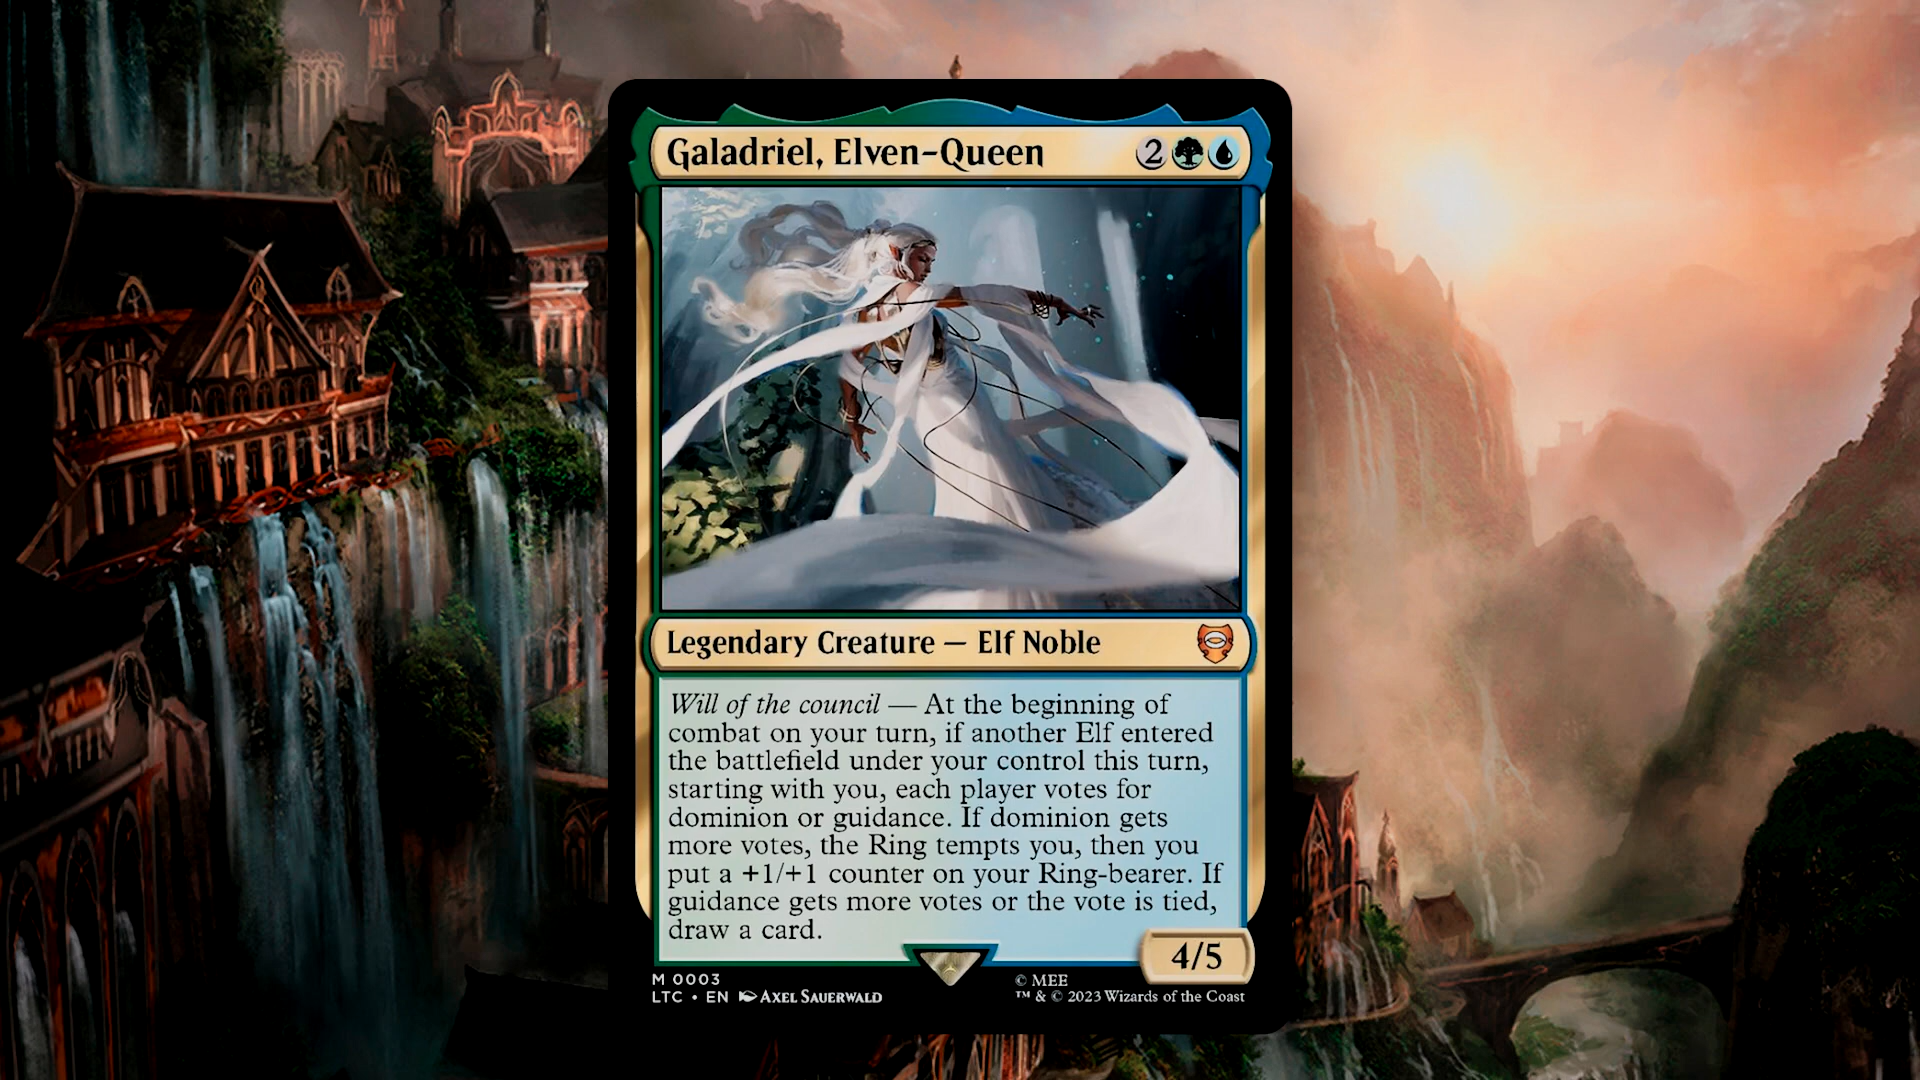 Galadriel, Elven-Queen 2
Legendary Creature — Elf Noble
Will of the council — At the beginning of
combat on your turn, if another Elf entered
the battlefield under your control this turn,
starting with you, each player votes for
dominion or guidance. If dominion gets
more votes, the Ring tempts you, then you
put a +1/+1 counter on your Ring-bearer. If
guidance gets more votes or the vote is tied,
draw a card.
4/5
M 0003
LTC • EN Axel Sauerwald
© MEE
™ & © 2023 Wizards of the Coast